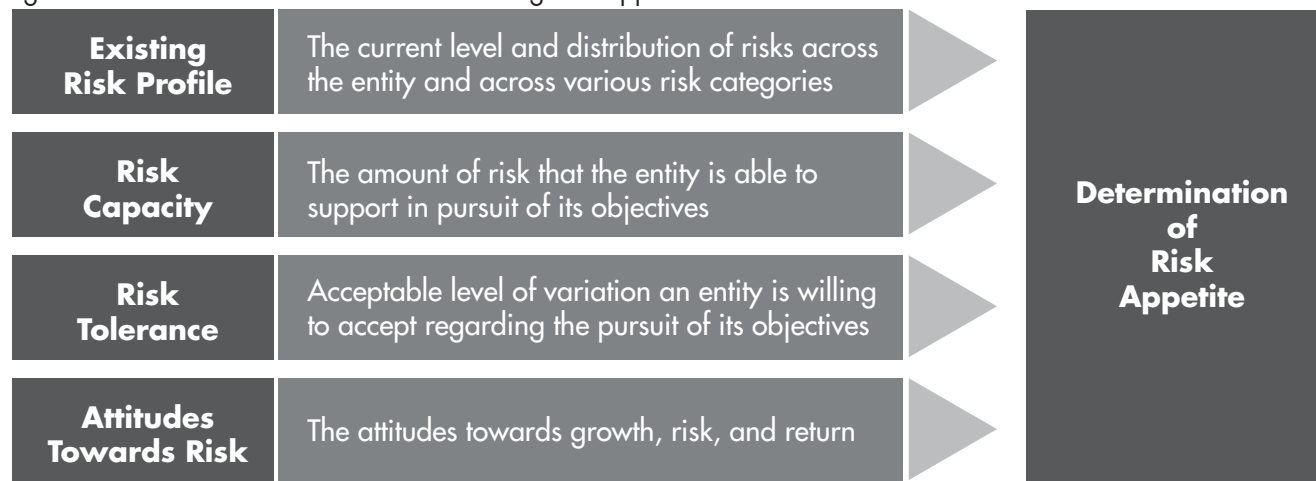 Existing
Risk Profile
The current level and distribution of risks across
the entity and across various risk categories
Risk
Capacity
The amount of risk that the entity is able to
support in pursuit of its objectives
Risk
Tolerance
Acceptable level of variation an entity is willing
to accept regarding the pursuit of its objectives
Attitudes
Towards Risk
The attitudes towards growth, risk, and return
Determination
of
Risk
Appetite